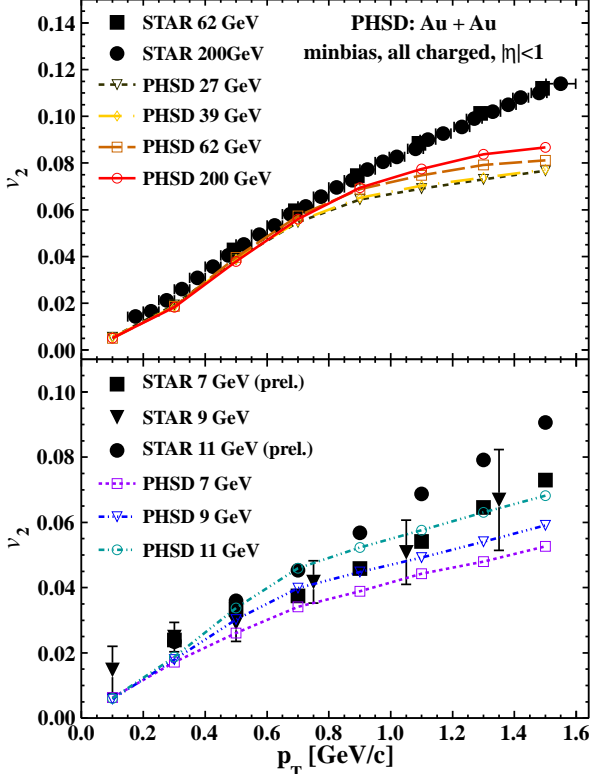 PHSD: Au + Au
minbias, all charged, |η|<1
STAR 62 GeV
STAR 200GeV
PHSD 27 GeV
PHSD 39 GeV
PHSD 62 GeV
PHSD 200 GeV
v2
0.14
0.12
0.10
0.08
0.06
0.04
0.02
0.00
STAR 7 GeV (prel.)
STAR 9 GeV
STAR 11 GeV (prel.)
PHSD 7 GeV
PHSD 9 GeV
PHSD 11 GeV
v2
0.10
0.08
0.06
0.04
0.02
0.00
0.0 0.2 0.4 0.6 0.8 1.0 1.2 1.4 1.6
pT [GeV/c]